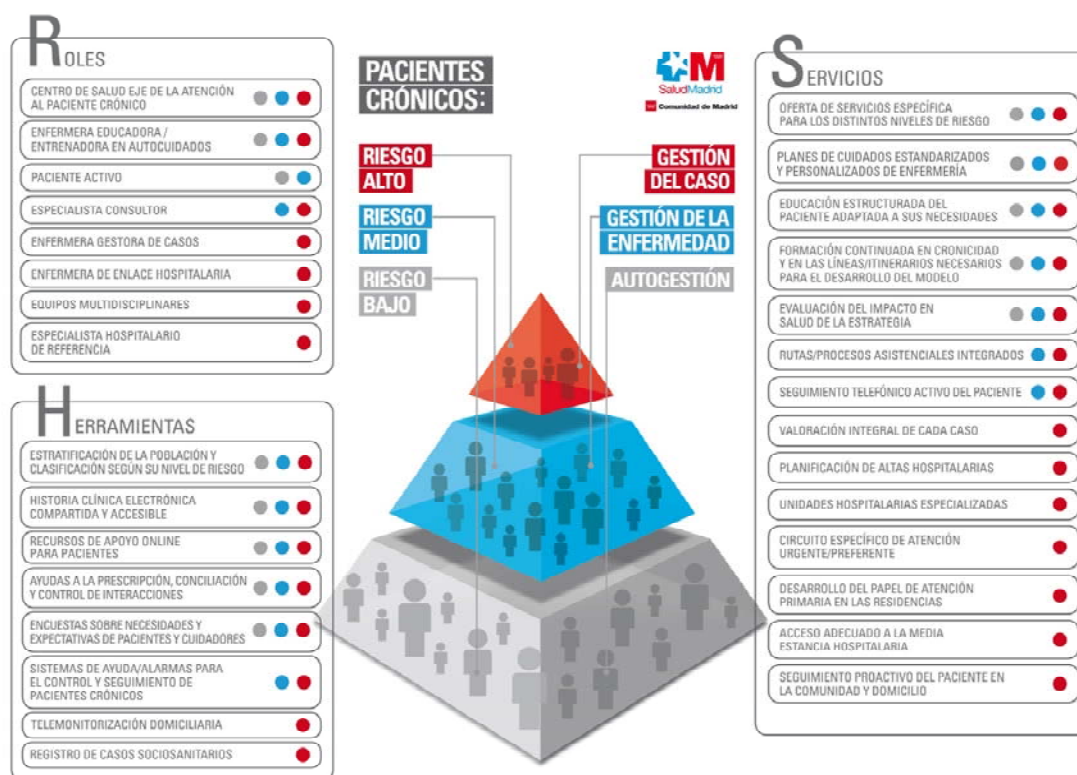 ROLES
CENTRO DE SALUD EJE DE LA ATENCIÓN
AL PACIENTE CRÓNICO
ENFERMERA EDUCADORA /
ENTRENADORA EN AUTOCUIDADOS
PACIENTE ACTIVO
ESPECIALISTA CONSULTOR
ENFERMERA GESTORA DE CASOS
ENFERMERA DE ENLACE HOSPITALARIA
EQUIPOS MULTIDISCIPLINARES
ESPECIALISTA HOSPITALARIO
DE REFERENCIA
HERRAMIENTAS
ESTRATIFICACIÓN DE LA POBLACIÓN Y
CLASIFICACIÓN SEGÚN SU NIVEL DE RIESGO
HISTORIA CLÍNICA ELECTRÓNICA
COMPARTIDA Y ACCESIBLE
RECURSOS DE APOYO ONLINE
PARA PACIENTES
AYUDAS A LA PRESCRIPCIÓN, CONCILIACIÓN
Y CONTROL DE INTERACCIONES
ENCUESTAS SOBRE NECESIDADES Y
EXPECTATIVAS DE PACIENTES Y CUIDADORES
SISTEMAS DE AYUDA/ALARMAS PARA
EL CONTROL Y SEGUIMIENTO DE
PACIENTES CRÓNICOS
TELEMONITORIZACIÓN DOMICILIARIA
REGISTRO DE CASOS SOCIOSANITARIOS
PACIENTES
CRÓNICOS:
M
SaludMadrid
Comunidad de Madrid
RIESGO
ALTO
RIESGO
MEDIO
RIESGO
BAJO
GESTIÓN
DEL CASO
GESTIÓN DE LA
ENFERMEDAD
AUTOGESTIÓN
SERVICIOS
OFERTA DE SERVICIOS ESPECÍFICA
PARA LOS DISTINTOS NIVELES DE RIESGO
PLANES DE CUIDADOS ESTANDARIZADOS
Y PERSONALIZADOS DE ENFERMERÍA
EDUCACIÓN ESTRUCTURADA DEL
PACIENTE ADAPTADA A SUS NECESIDADES
FORMACIÓN CONTINUADA EN CRONICIDAD
Y EN LAS LÍNEAS/ITINERARIOS NECESARIOS
PARA EL DESARROLLO DEL MODELO
EVALUACIÓN DEL IMPACTO EN
SALUD DE LA ESTRATEGIA
RUTAS/PROCESOS ASISTENCIALES INTEGRADOS
SEGUIMIENTO TELEFÓNICO ACTIVO DEL PACIENTE
VALORACIÓN INTEGRAL DE CADA CASO
PLANIFICACIÓN DE ALTAS HOSPITALARIAS
UNIDADES HOSPITALARIAS ESPECIALIZADAS
CIRCUITO ESPECÍFICO DE ATENCIÓN
URGENTE/PREFERENTE
DESARROLLO DEL PAPEL DE ATENCIÓN
PRIMARIA EN LAS RESIDENCIAS
ACCESO ADECUADO A LA MEDIA
ESTANCIA HOSPITALARIA
SEGUIMIENTO PROACTIVO DEL PACIENTE EN
LA COMUNIDAD Y DOMICILIO